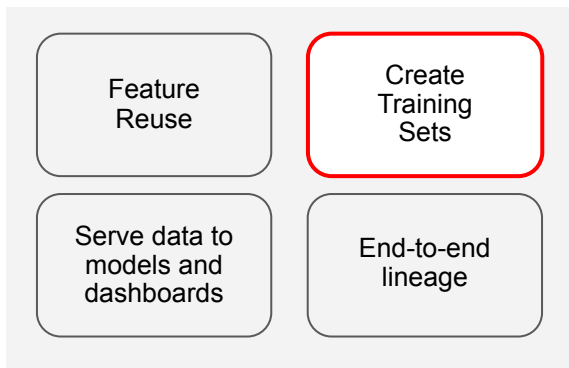 Feature
Reuse
Create
Training
Sets
Serve data to
models and
dashboards
End-to-end
lineage